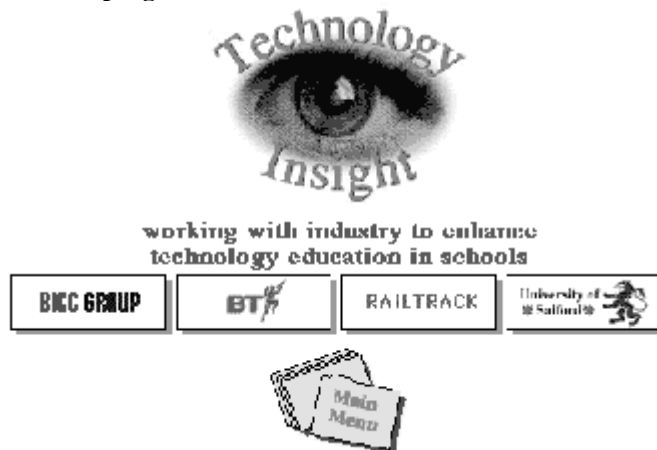 Technology
Insight
working with industry to enhance
technology education in schools
BICC GROUP
BT
RAILTRACK
University of
Salford
Main
Menu